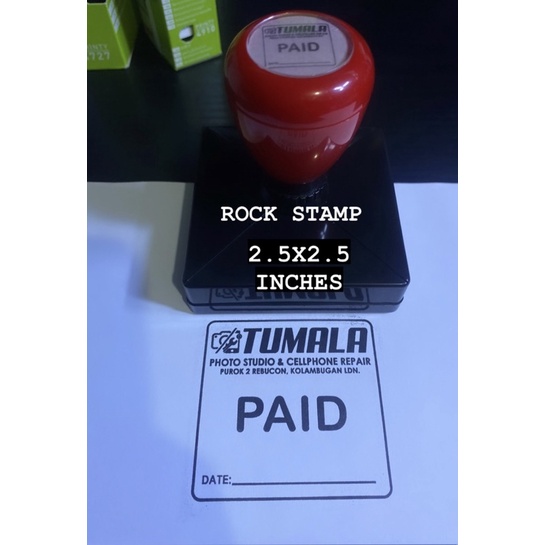 TUMALA
PAID
ROCK STAMP
2.5X2.5
INCHES
TUMALA
TUMALA
PHOTO STUDIO & CELLPHONE REPAIR
PUROK 2 REBUCON, KOLAMBUGAN LDN.
PAID
DATE: